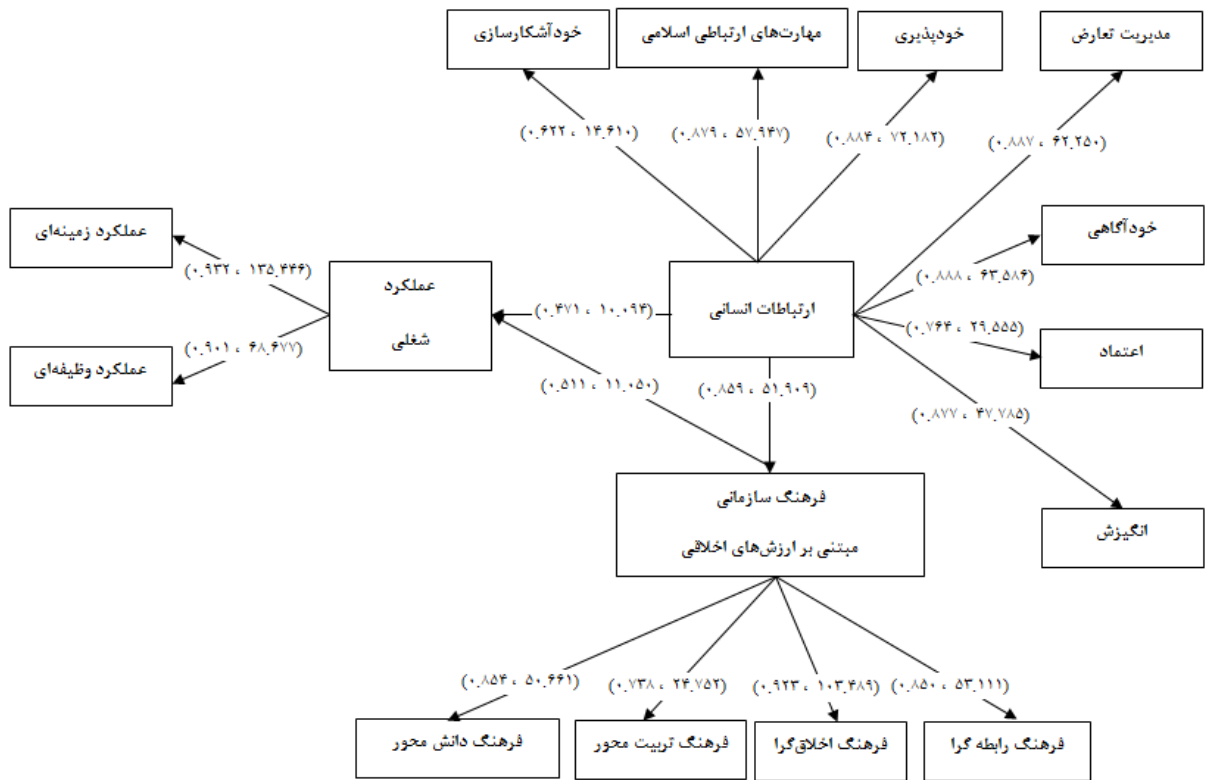 خودآشکارسازی
مهارت‌های ارتباطی اسلامی
خودپذیری
مدیریت تعارض
(۰.۶۲۲ ، ۱۴.۶۱۰)
(۰.۸۷۹ ، ۵۷.۹۴۷)
(۰.۸۸۴ ، ۷۲.۱۸۲)
(۰.۸۸۷ ، ۶۲.۲۵۰)
عملکرد زمینه‌ای
خودآگاهی
(۰.۹۳۲ ، ۱۳۵.۴۴۶)
(۰.۸۸۸ ، ۶۳.۵۸۶)
عملکرد
شغلی
(۰.۴۷۱ ، ۱۰.۰۹۴)
ارتباطات انسانی
(۰.۷۶۴ ، ۲۹.۵۵۵)
اعتماد
(۰.۹۰۱ ، ۶۸.۶۷۷)
عملکرد وظیفه‌ای
(۰.۵۱۱ ، ۱۱.۰۵۰)
(۰.۸۵۹ ، ۵۱.۹۰۹)
(۰.۸۷۷ ، ۴۷.۷۸۵)
فرهنگ سازمانی
مبتنی بر ارزش‌های اخلاقی
انگیزش
(۰.۸۵۴ ، ۵۰.۶۶۱)
(۰.۷۳۸ ، ۲۴.۷۵۲)
(۰.۹۲۳ ، ۱۰۳.۴۸۹)
(۰.۸۵۰ ، ۵۳.۱۱۱)
فرهنگ دانش محور
فرهنگ تربیت محور
فرهنگ اخلاق‌گرا
فرهنگ رابطه گرا